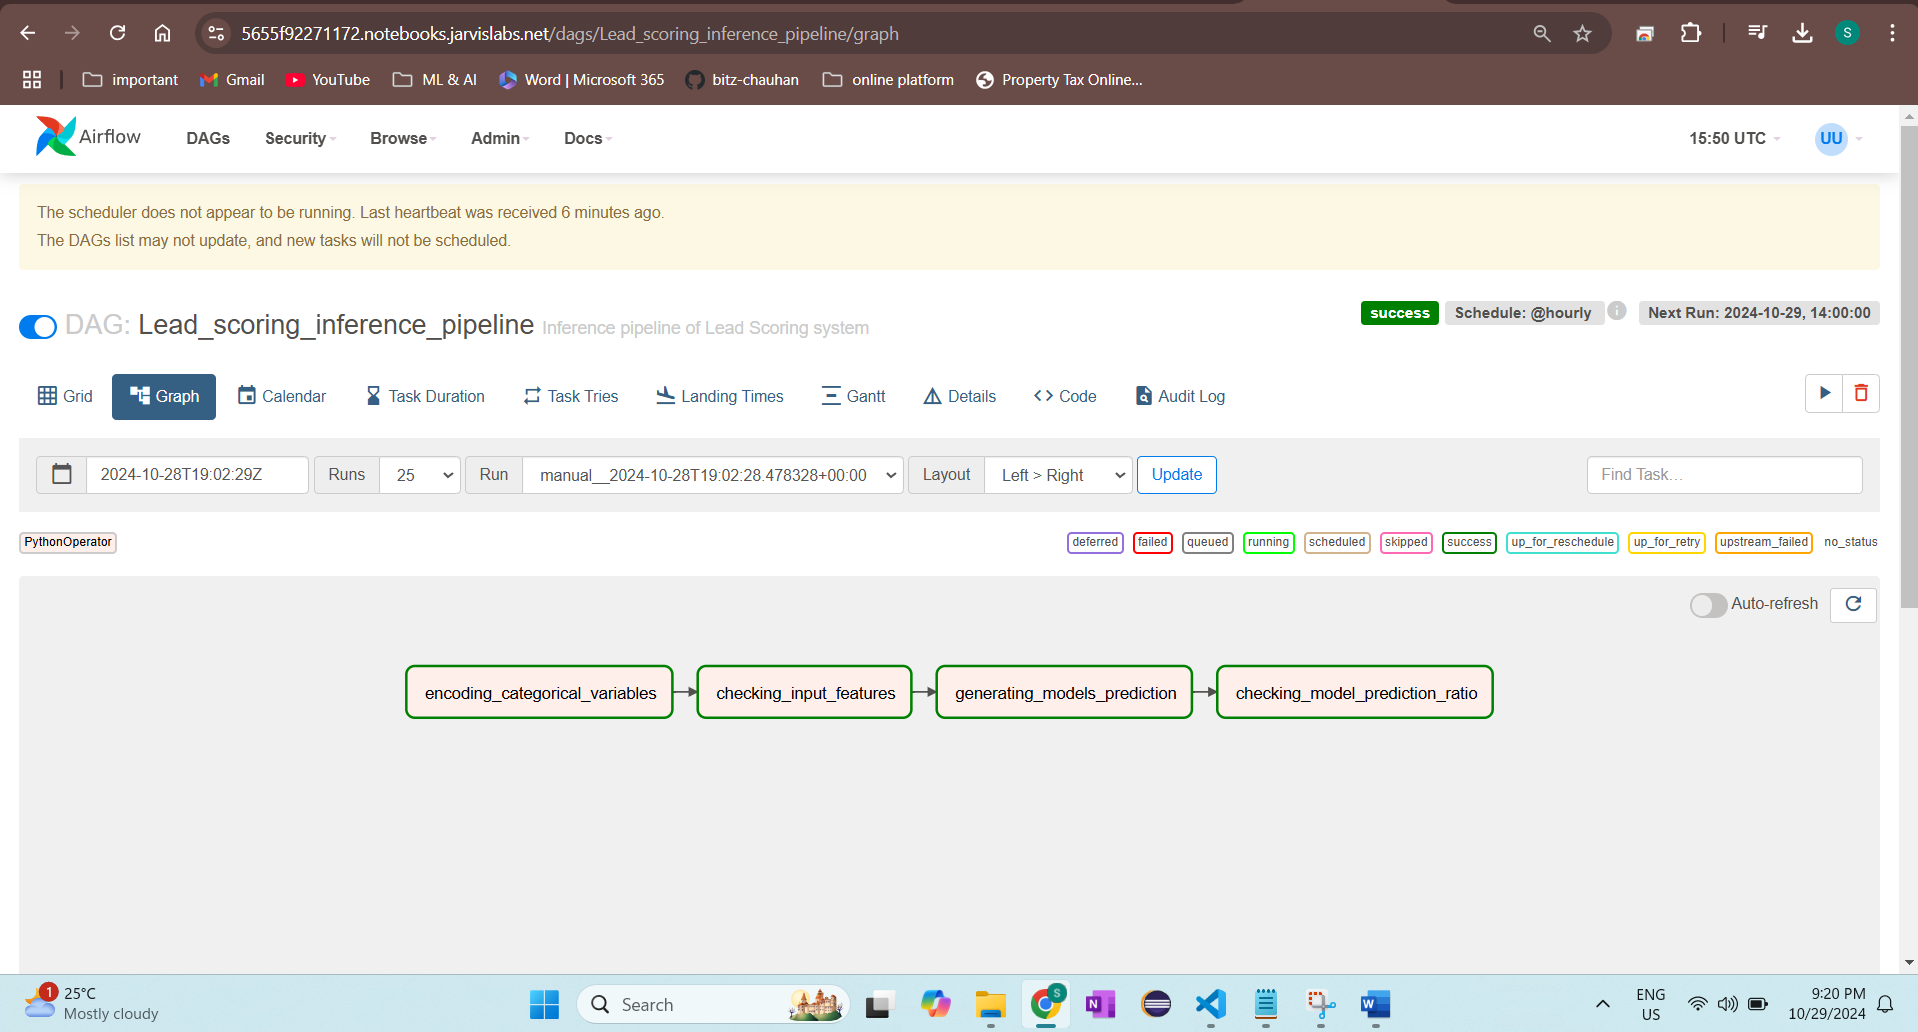 5655f92271172.notebooks.jarvislabs.net/dags/Lead_scoring_inference_pipeline/graph
S
important Gmail YouTube ML & AI Word | Microsoft 365 bitz-chauhan online platform Property Tax Online...
Airflow DAGs Security Browse Admin Docs 15:50 UTC UU
The scheduler does not appear to be running. Last heartbeat was received 6 minutes ago.
The DAGs list may not update, and new tasks will not be scheduled.
success Schedule: @hourly i Next Run: 2024-10-29, 14:00:00
DAG: Lead_scoring_inference_pipeline Inference pipeline of Lead Scoring system
Grid Graph Calendar Task Duration Task Tries Landing Times Gantt Details Code Audit Log
2024-10-28T19:02:29Z Runs 25 Run manual__2024-10-28T19:02:28.478328+00:00 Layout Left > Right Update Find Task...
PythonOperator deferred failed queued running scheduled skipped success up_for_reschedule up_for_retry upstream_failed no_status
Auto-refresh
encoding_categorical_variables checking_input_features generating_models_prediction checking_model_prediction_ratio
1
25°C
Mostly cloudy
Search
S
N
W
ENG
US
9:20 PM
10/29/2024